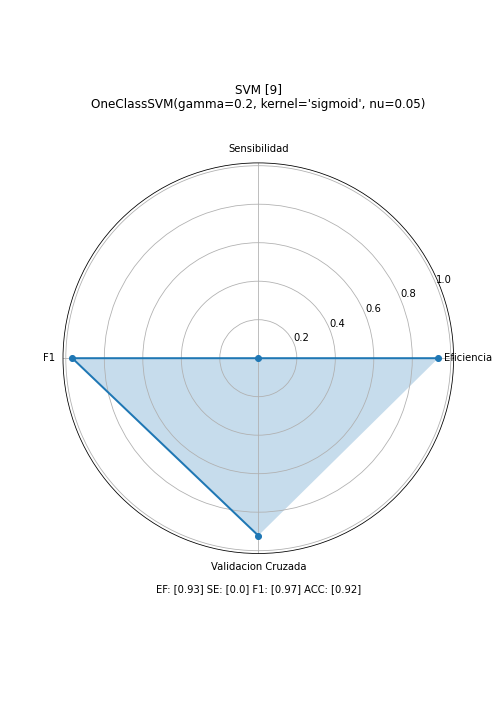 SVM [9]
OneClassSVM(gamma=0.2, kernel='sigmoid', nu=0.05)
Sensibilidad
1.0
0.8
0.6
0.4
0.2
F1
Eficiencia
Validacion Cruzada
EF: [0.93] SE: [0.0] F1: [0.97] ACC: [0.92]